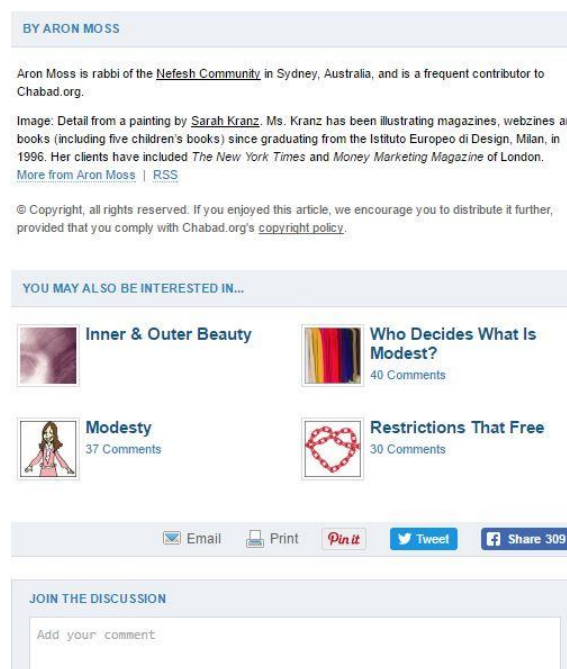 BY ARON MOSS
Aron Moss is rabbi of the Nefesh Community in Sydney, Australia, and is a frequent contributor to
Chabad.org.
Image: Detail from a painting by Sarah Kranz. Ms. Kranz has been illustrating magazines, webzines
books (including five children's books) since graduating from the Istituto Europeo di Design, Milan, in
1996. Her clients have included The New York Times and Money Marketing Magazine of London.
More from Aron Moss | RSS
© Copyright, all rights reserved. If you enjoyed this article, we encourage you to distribute it further,
provided that you comply with Chabad.org's copyright policy.
YOU MAY ALSO BE INTERESTED IN...
Inner & Outer Beauty
Who Decides What Is
Modest?
40 Comments
Modesty
37 Comments
Restrictions That Free
30 Comments
Email Print Pin it Tweet Share 309
JOIN THE DISCUSSION
Add your comment